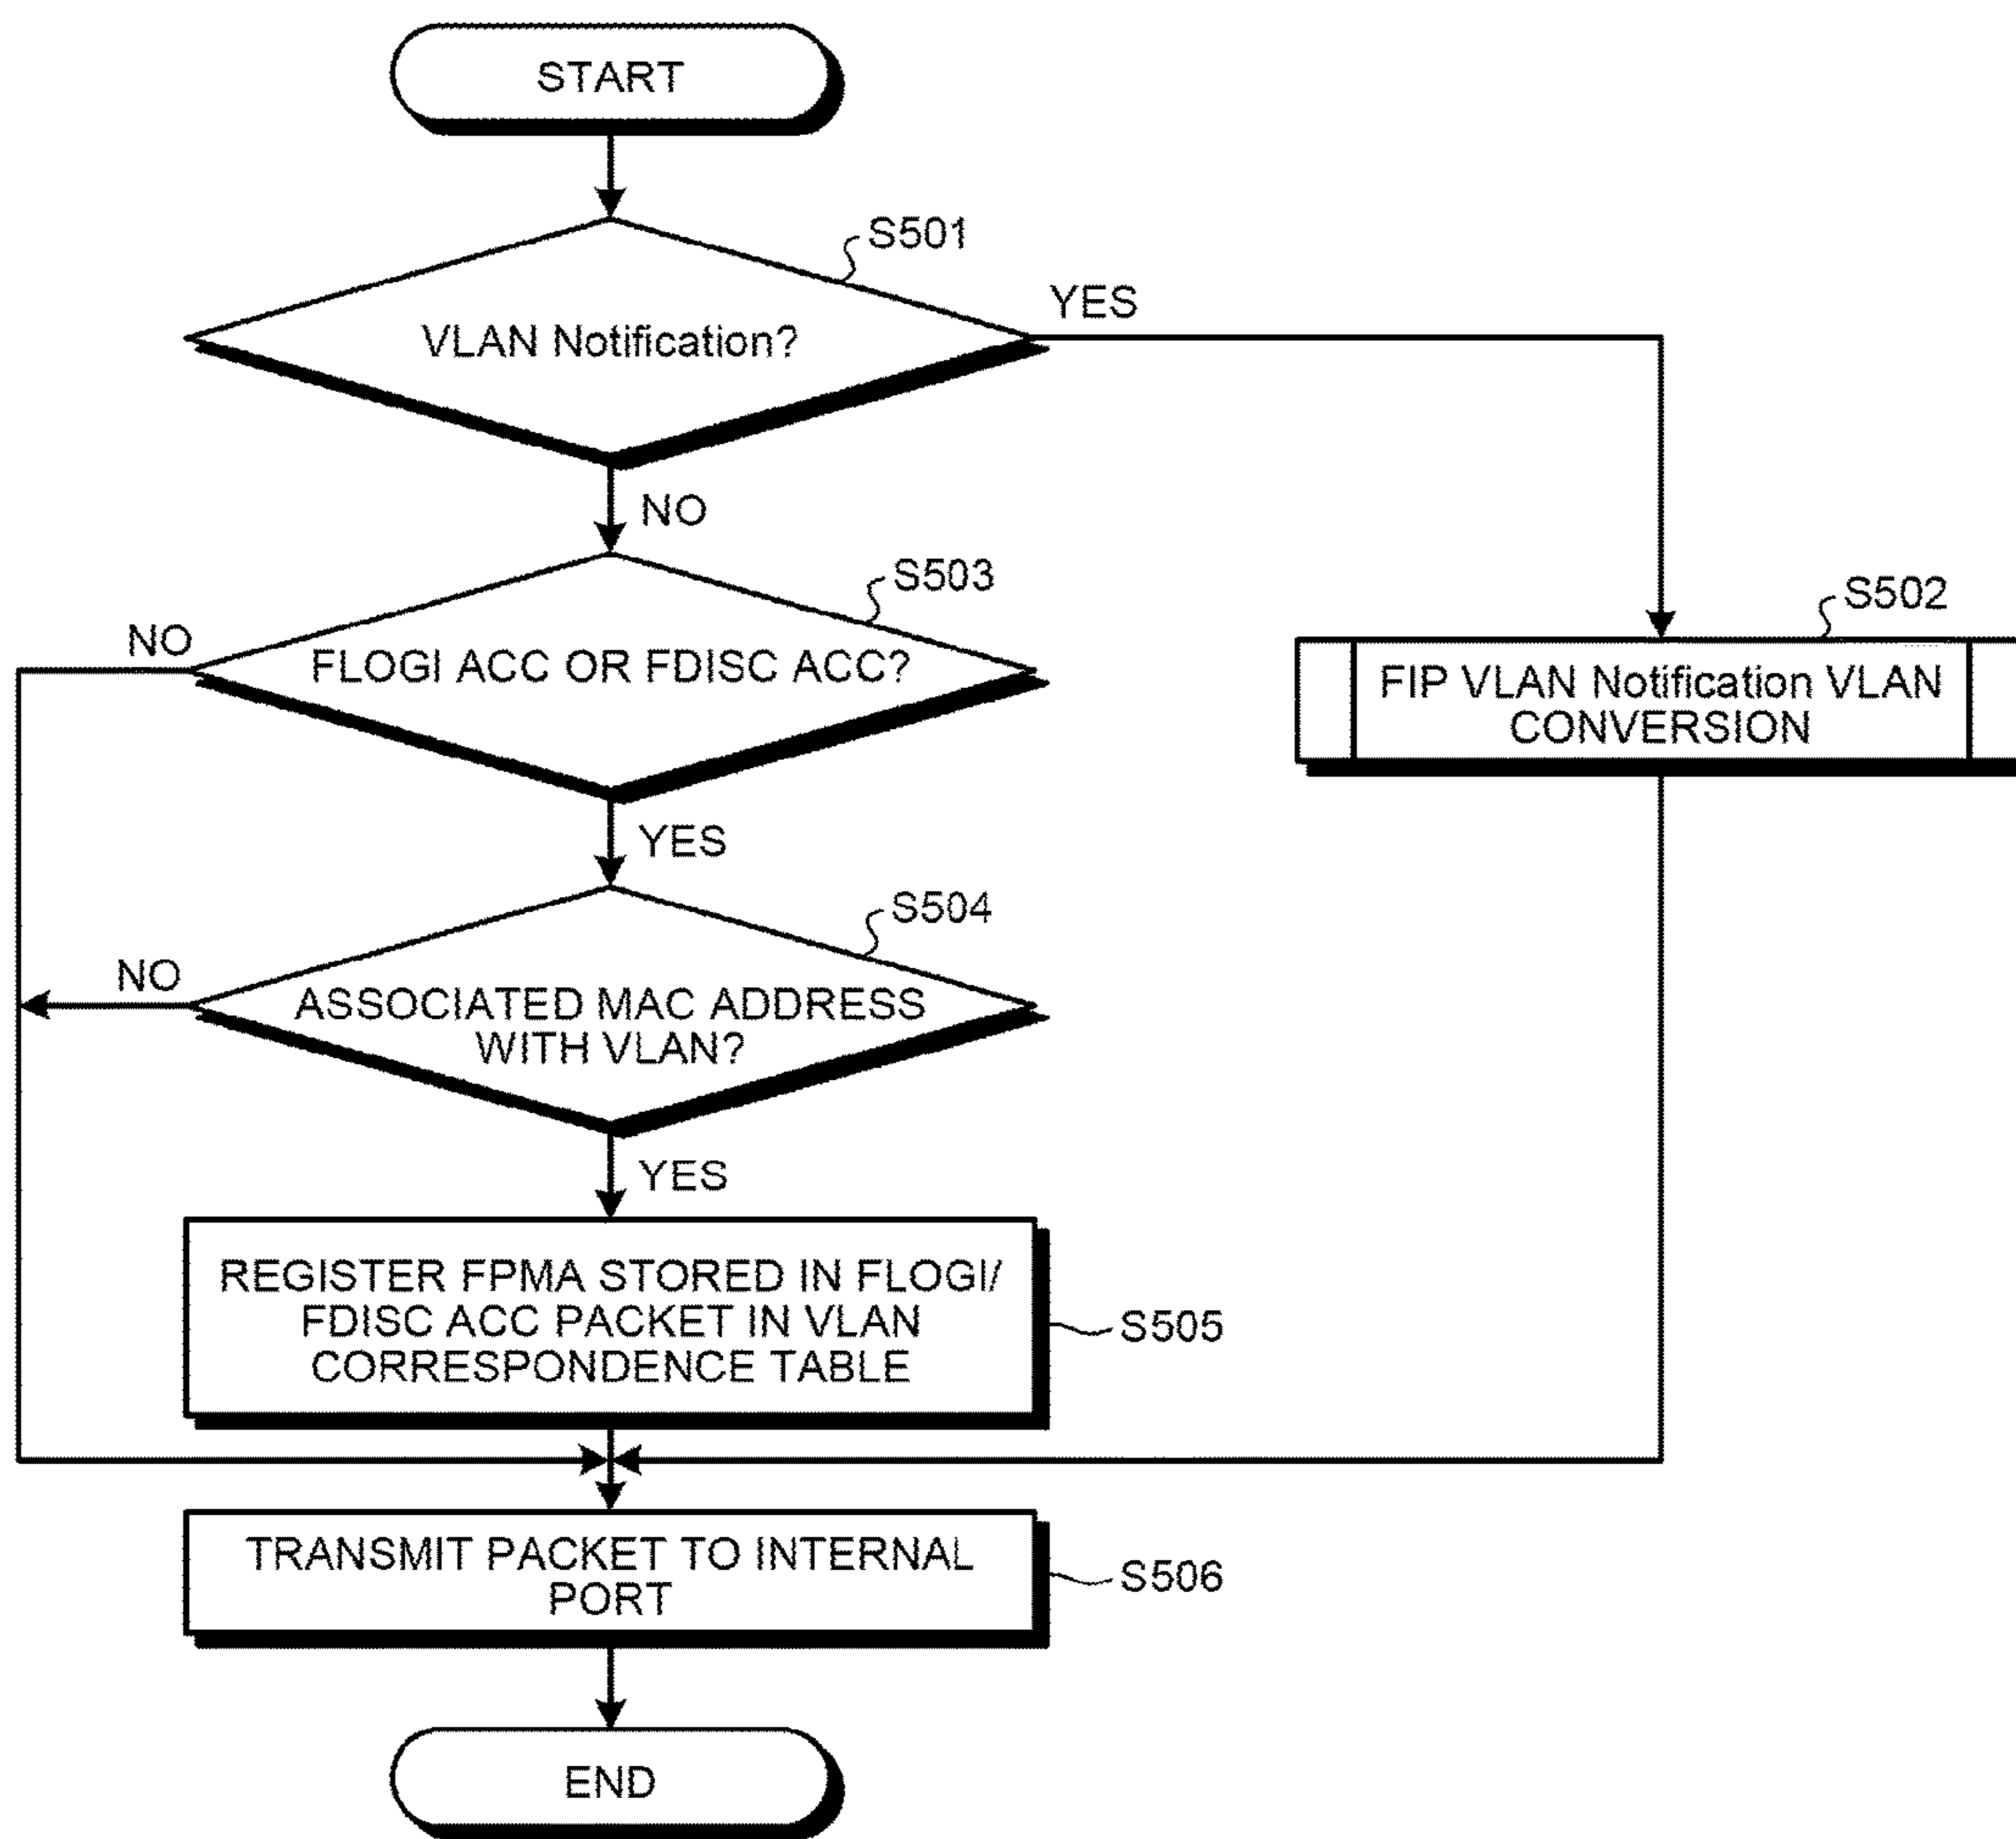 START
S501
VLAN Notification?
YES
NO
S503
NO
FLOGI ACC OR FDISC ACC?
S502
FIP VLAN Notification VLAN
CONVERSION
YES
S504
NO
ASSOCIATED MAC ADDRESS
WITH VLAN?
YES
REGISTER FPMA STORED IN FLOGI/
FDISC ACC PACKET IN VLAN
CORRESPONDENCE TABLE
S505
TRANSMIT PACKET TO INTERNAL
PORT
S506
END